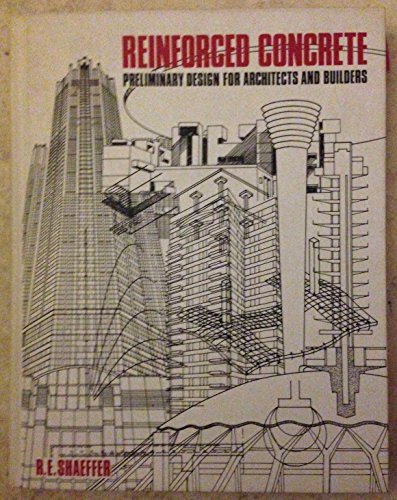 REINFORCED CONCRETE
PRELIMINARY DESIGN FOR ARCHITECTS AND BUILDERS
R.E. SHAEFFER